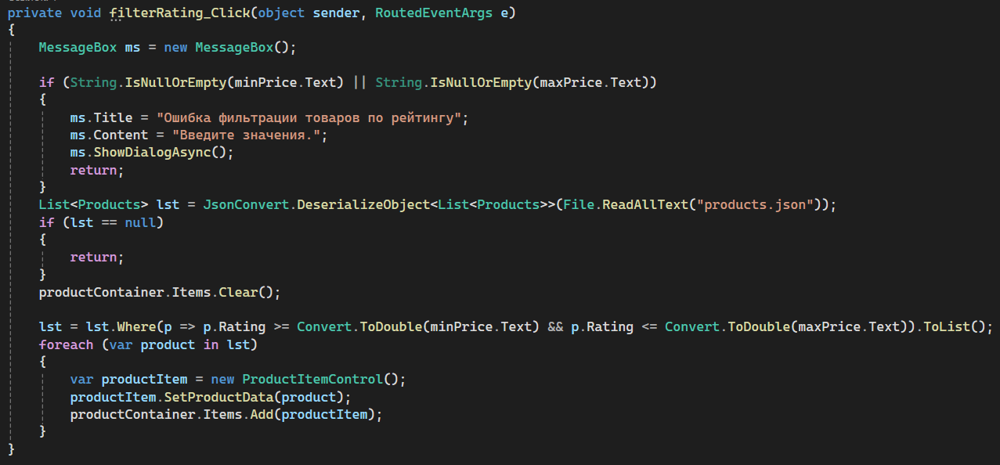 private void filterRating_Click(object sender, RoutedEventArgs e)
{
    MessageBox ms = new MessageBox();

    if (String.IsNullOrEmpty(minPrice.Text) || String.IsNullOrEmpty(maxPrice.Text))
    {
        ms.Title = "Ошибка фильтрации товаров по рейтингу";
        ms.Content = "Введите значения.";
        ms.ShowDialogAsync();
        return;
    }
    List<Products> lst = JsonConvert.DeserializeObject<List<Products>>(File.ReadAllText("products.json"));
    if (lst == null)
    {
        return;
    }
    productContainer.Items.Clear();

    lst = lst.Where(p => p.Rating >= Convert.ToDouble(minPrice.Text) && p.Rating <= Convert.ToDouble(maxPrice.Text)).ToList();
    foreach (var product in lst)
    {
        var productItem = new ProductItemControl();
        productItem.SetProductData(product);
        productContainer.Items.Add(productItem);
    }
}